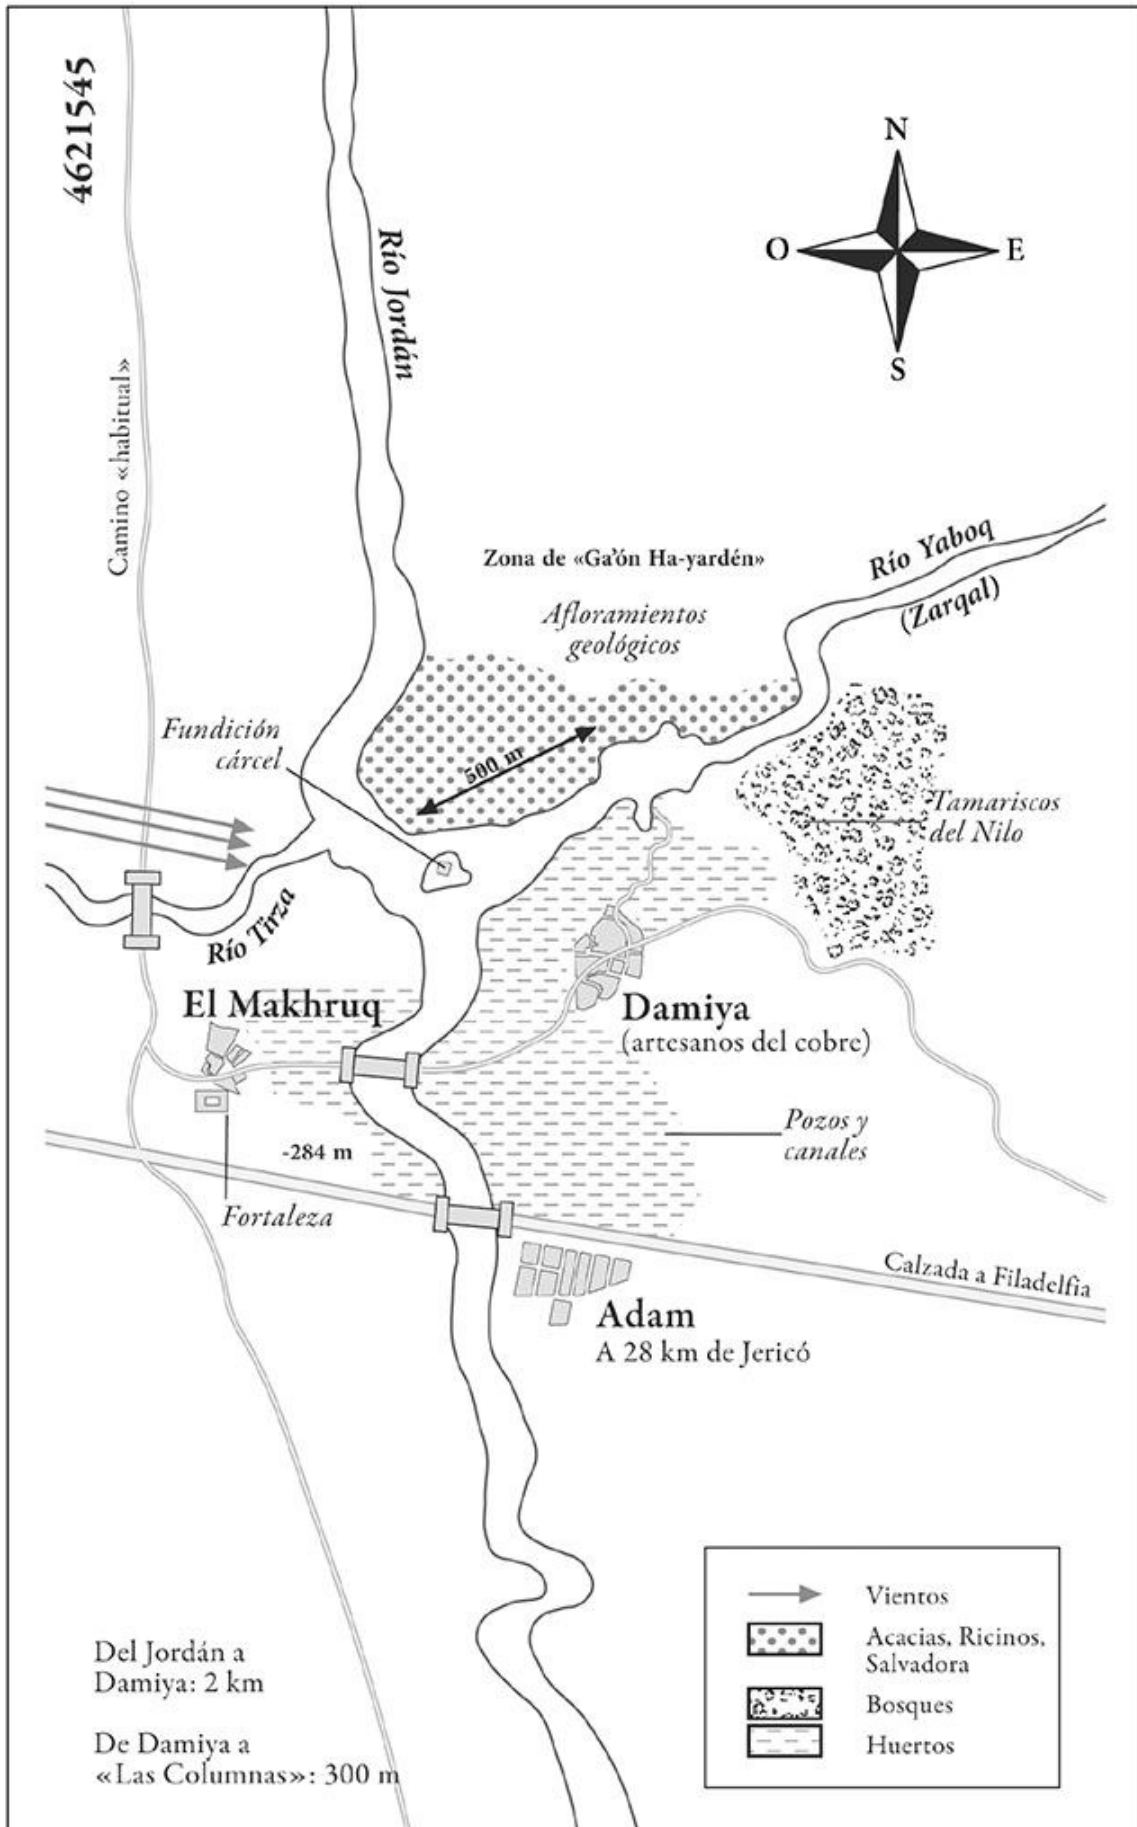 4621545
N
O
E
S
Río Jordán
Camino «habitual»
Zona de «Ga'ón Ha-yardén»
Río Yaboq
(Zarqal)
Afloramientos
geológicos
500 m
Fundición
cárcel
Tamariscos
del Nilo
Río Tirza
El Makhruq
Damiya
(artesanos del cobre)
Pozos y
canales
-284 m
Fortaleza
Calzada a Filadelfia
Adam
A 28 km de Jericó
Vientos
Acacias, Ricinos,
Salvadora
Bosques
Huertos
Del Jordán a
Damiya: 2 km
De Damiya a
«Las Columnas»: 300 m